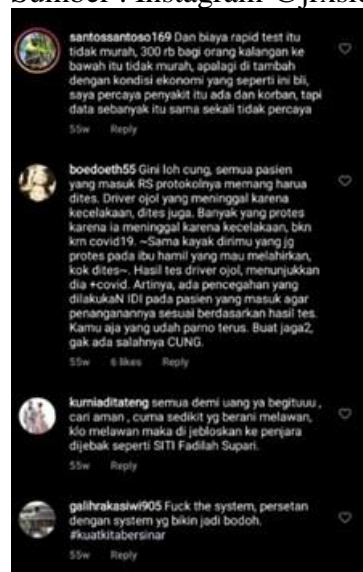 santossantoso169 Dan biaya rapid test itu
tidak murah, 300 rb bagi orang kalangan ke
bawah itu tidak murah, apalagi di tambah
dengan kondisi ekonomi yang seperti ini bli,
saya percaya penyakit itu ada dan korban, tapi
data sebanyak itu sama sekali tidak percaya
55w Reply
boedoeth55 Gini loh cung, semua pasien
yang masuk RS protokolnya memang harua
dites. Driver ojol yang meninggal karena
kecelakaan, dites juga. Banyak yang protes
karena ia meninggal karena kecelakaan, bkn
krn covid19. ~Sama kayak dirimu yang jg
protes pada ibu hamil yang mau melahirkan,
kok dites~. Hasil tes driver ojol, menunjukkan
dia +covid. Artinya, ada pencegahan yang
dilakukaN IDI pada pasien yang masuk agar
penanganannya sesuai berdasarkan hasil tes.
Kamu aja yang udah parno terus. Buat jaga2,
gak ada salahnya CUNG.
55w 6 likes Reply
kurniaditateng semua demi uang ya begituuu ,
cari aman , cuma sedikit yg berani melawan,
klo melawan maka di jebloskan ke penjara
dijebak seperti SITI Fadilah Supari.
55w Reply
galihrakasiwi905 Fuck the system, persetan
dengan system yg bikin jadi bodoh.
#kuatkitabersinar
55w Reply